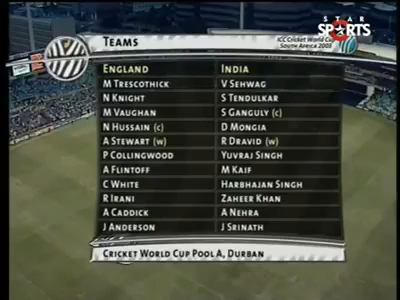 STAR
SPORTS
TEAMS
ICC Cricket World Cup
South Africa 2003
ENGLAND INDIA
M TRESCOTHICK V SEHWAG
N KNIGHT S TENDULKAR
M VAUGHAN S GANGULY (c)
N HUSSAIN (c) D MONGIA
A STEWART (w) R DRAVID (w)
P COLLINGWOOD YUVRAJ SINGH
A FLINTOFF M KAIF
C WHITE HARBHAJAN SINGH
R IRANI ZAHEER KHAN
A CADDICK A NEHRA
J ANDERSON J SRINATH
CRICKET WORLD CUP POOL A, DURBAN